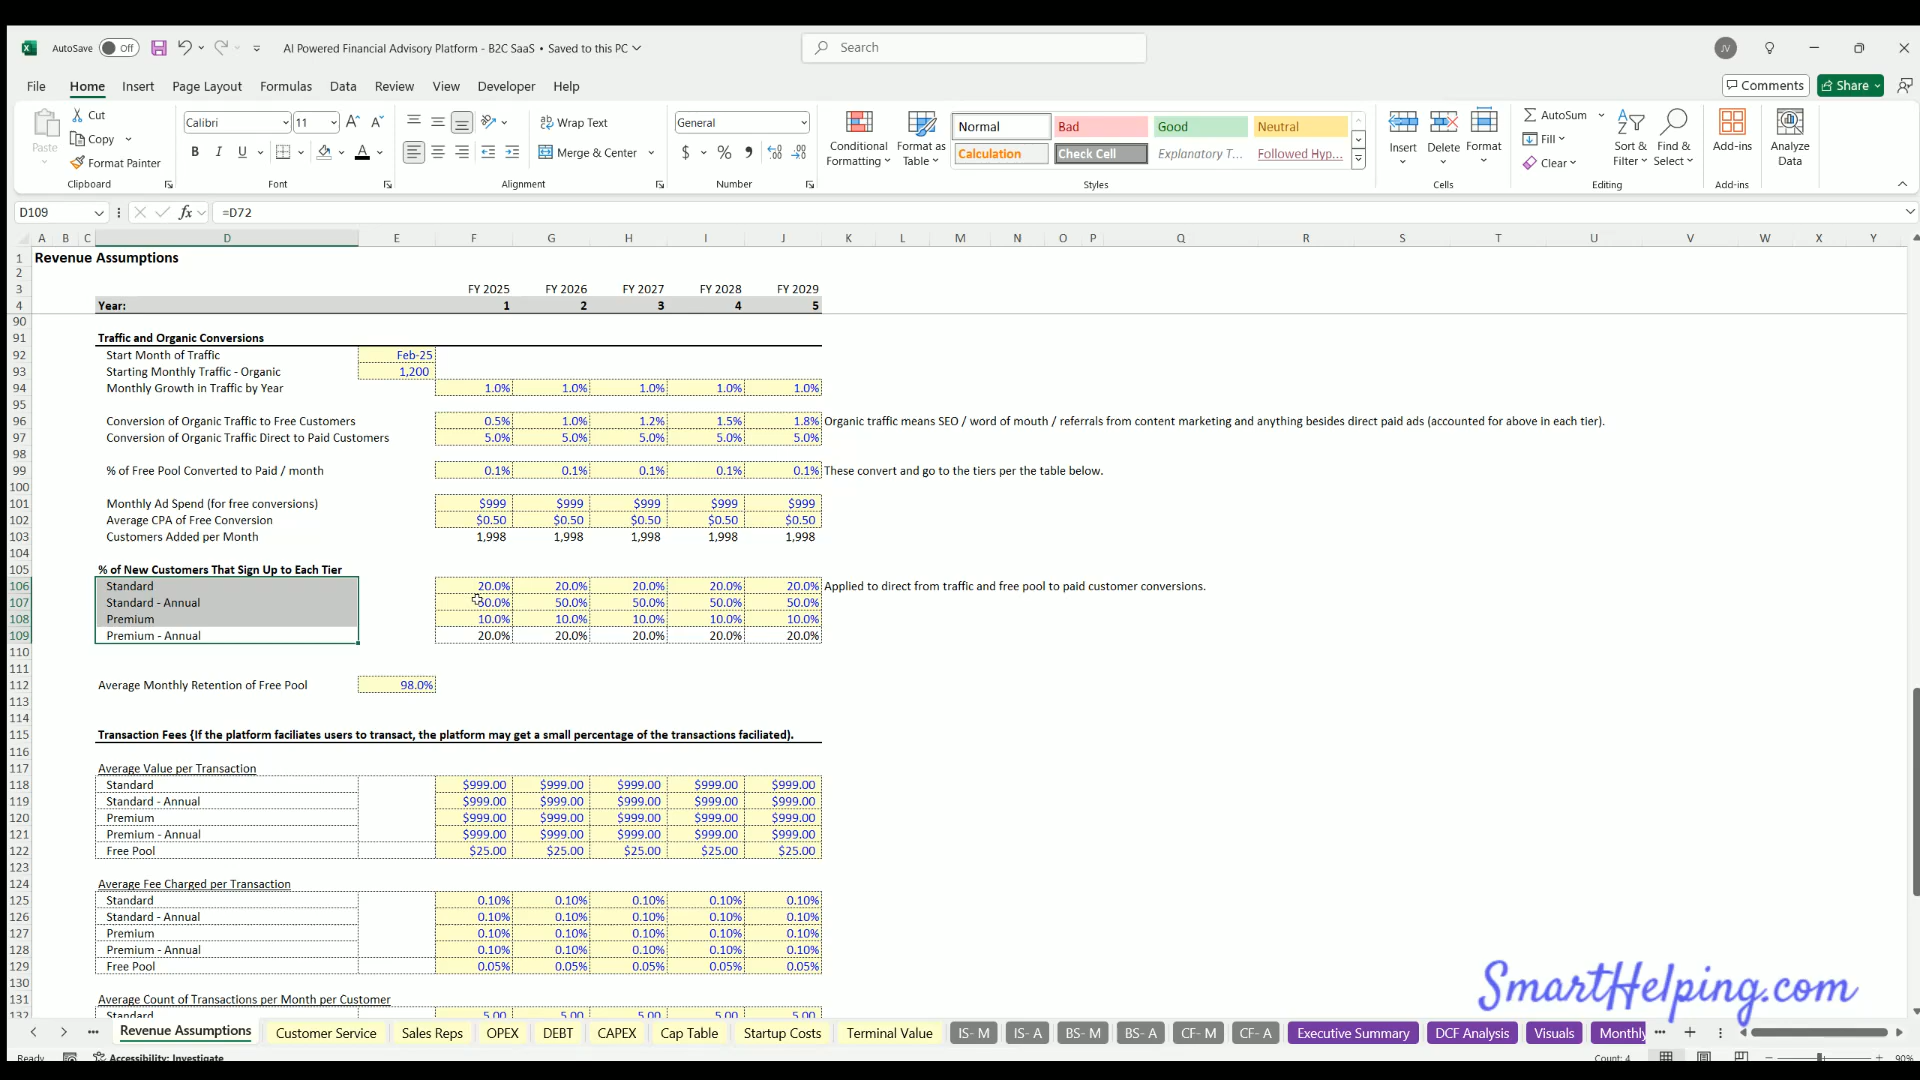 AutoSave Off AI Powered Financial Advisory Platform - B2C SaaS • Saved to this PC Search JV
File Home Insert Page Layout Formulas Data Review View Developer Help Comments Share
Paste Cut Copy Format Painter Clipboard
Calibri 11 B I U A Font
Wrap Text Merge & Center Alignment
General $ % Number
Conditional Formatting Format as Table Normal Bad Good Neutral Calculation Check Cell Explanatory T... Followed Hyp... Styles
Insert Delete Format Cells
AutoSum Fill Clear Sort & Filter Find & Select Editing
Add-ins Add-ins Analyze Data
D109 fx =D72
A B C D E F G H I J K L M N O P Q R S T U V W X Y
1 Revenue Assumptions
2
3 FY 2025 FY 2026 FY 2027 FY 2028 FY 2029
4 Year: 1 2 3 4 5
90
91 Traffic and Organic Conversions
92 Start Month of Traffic Feb-25
93 Starting Monthly Traffic - Organic 1,200
94 Monthly Growth in Traffic by Year 1.0% 1.0% 1.0% 1.0% 1.0%
95
96 Conversion of Organic Traffic to Free Customers 0.5% 1.0% 1.2% 1.5% 1.8% Organic traffic means SEO / word of mouth / referrals from content marketing and anything besides direct paid ads (accounted for above in each tier).
97 Conversion of Organic Traffic Direct to Paid Customers 5.0% 5.0% 5.0% 5.0% 5.0%
98
99 % of Free Pool Converted to Paid / month 0.1% 0.1% 0.1% 0.1% 0.1% These convert and go to the tiers per the table below.
100
101 Monthly Ad Spend (for free conversions) $999 $999 $999 $999 $999
102 Average CPA of Free Conversion $0.50 $0.50 $0.50 $0.50 $0.50
103 Customers Added per Month 1,998 1,998 1,998 1,998 1,998
104
105 % of New Customers That Sign Up to Each Tier
106 Standard 20.0% 20.0% 20.0% 20.0% 20.0% Applied to direct from traffic and free pool to paid customer conversions.
107 Standard - Annual 50.0% 50.0% 50.0% 50.0% 50.0%
108 Premium 10.0% 10.0% 10.0% 10.0% 10.0%
109 Premium - Annual 20.0% 20.0% 20.0% 20.0% 20.0%
110
111
112 Average Monthly Retention of Free Pool 98.0%
113
114
115 Transaction Fees {If the platform faciliates users to transact, the platform may get a small percentage of the transactions faciliated).
116
117 Average Value per Transaction
118 Standard $999.00 $999.00 $999.00 $999.00 $999.00
119 Standard - Annual $999.00 $999.00 $999.00 $999.00 $999.00
120 Premium $999.00 $999.00 $999.00 $999.00 $999.00
121 Premium - Annual $999.00 $999.00 $999.00 $999.00 $999.00
122 Free Pool $25.00 $25.00 $25.00 $25.00 $25.00
123
124 Average Fee Charged per Transaction
125 Standard 0.10% 0.10% 0.10% 0.10% 0.10%
126 Standard - Annual 0.10% 0.10% 0.10% 0.10% 0.10%
127 Premium 0.10% 0.10% 0.10% 0.10% 0.10%
128 Premium - Annual 0.10% 0.10% 0.10% 0.10% 0.10%
129 Free Pool 0.05% 0.05% 0.05% 0.05% 0.05%
130
131 Average Count of Transactions per Month per Customer
132 Standard 5.00 5.00 5.00 5.00 5.00
SmartHelping.com
Revenue Assumptions Customer Service Sales Reps OPEX DEBT CAPEX Cap Table Startup Costs Terminal Value IS- M IS- A BS- M BS- A CF- M CF- A Executive Summary DCF Analysis Visuals Monthly
Ready Accessibility: Investigate Count: 4 90%